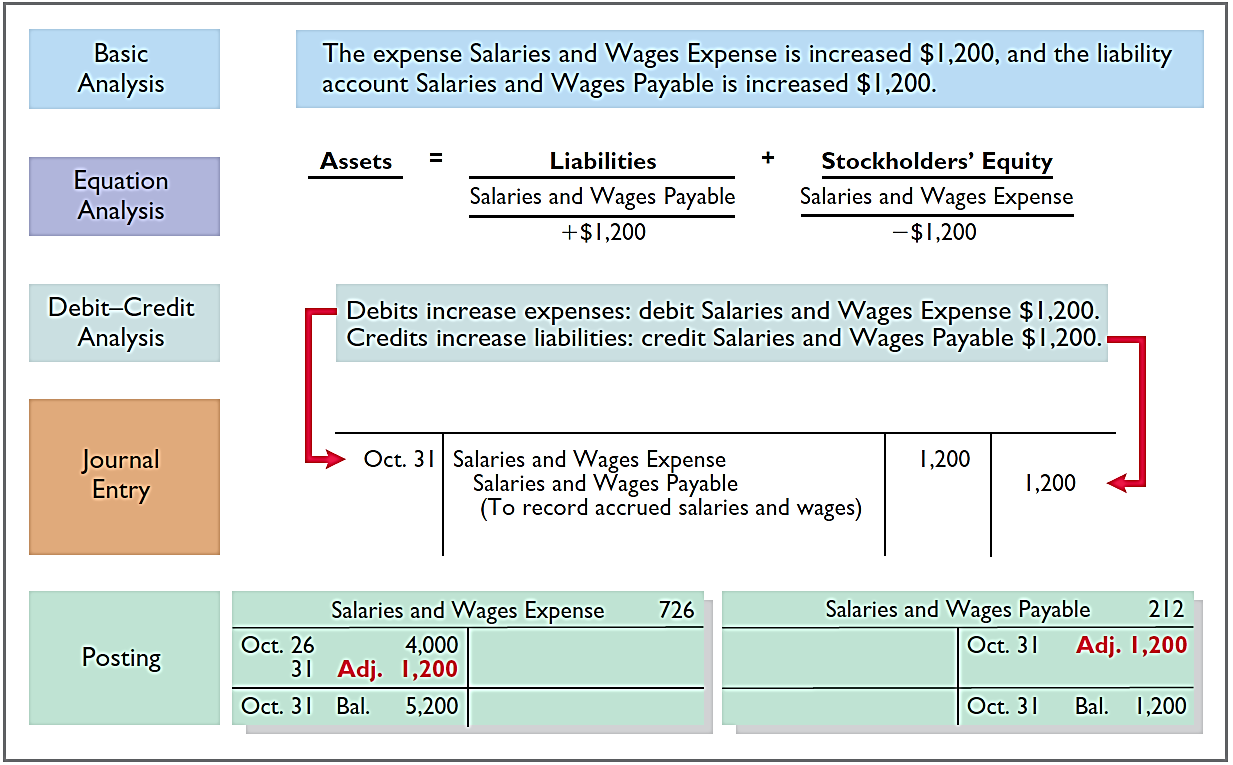 Basic
Analysis
The expense Salaries and Wages Expense is increased $1,200, and the liability
account Salaries and Wages Payable is increased $1,200.
Equation
Analysis
Assets = Liabilities + Stockholders’ Equity
Salaries and Wages Payable Salaries and Wages Expense
+$1,200 −$1,200
Debit–Credit
Analysis
Debits increase expenses: debit Salaries and Wages Expense $1,200.
Credits increase liabilities: credit Salaries and Wages Payable $1,200.
Journal
Entry
Oct. 31 Salaries and Wages Expense 1,200
Salaries and Wages Payable 1,200
(To record accrued salaries and wages)
Posting
Salaries and Wages Expense 726
Oct. 26 4,000
31 Adj. 1,200
Oct. 31 Bal. 5,200
Salaries and Wages Payable 212
Oct. 31 Adj. 1,200
Oct. 31 Bal. 1,200